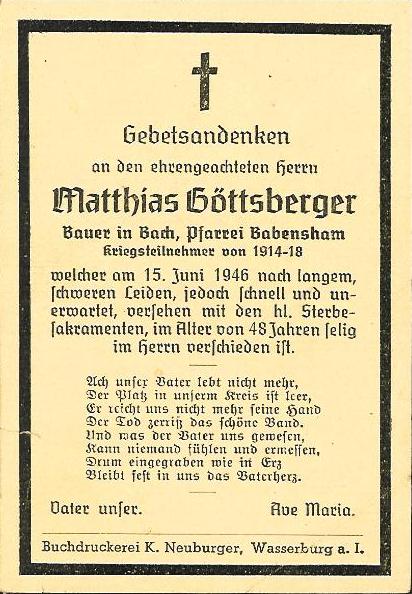 Gebetsandenken
an den ehrengeachteten Herrn
Matthias Göttsberger
Bauer in Bach, Pfarrei Babensham
Kriegsteilnehmer von 1914-18
welcher am 15. Juni 1946 nach langem,
schweren Leiden, jedoch schnell und un-
erwartet, versehen mit den hl. Sterbe-
sakramenten, im Alter von 48 Jahren selig
im Herrn verschieden ist.
Ach unser Vater lebt nicht mehr,
Der Platz in unserm Kreis ist leer,
Er reicht uns nicht mehr seine Hand
Der Tod zerriß das schöne Band.
Und was der Vater uns gewesen,
Kann niemand fühlen und ermessen,
Drum eingegraben wie in Erz
Bleibt fest in uns das Vaterherz.
Vater unser. Ave Maria.
Buchdruckerei K. Neuburger, Wasserburg a. I.